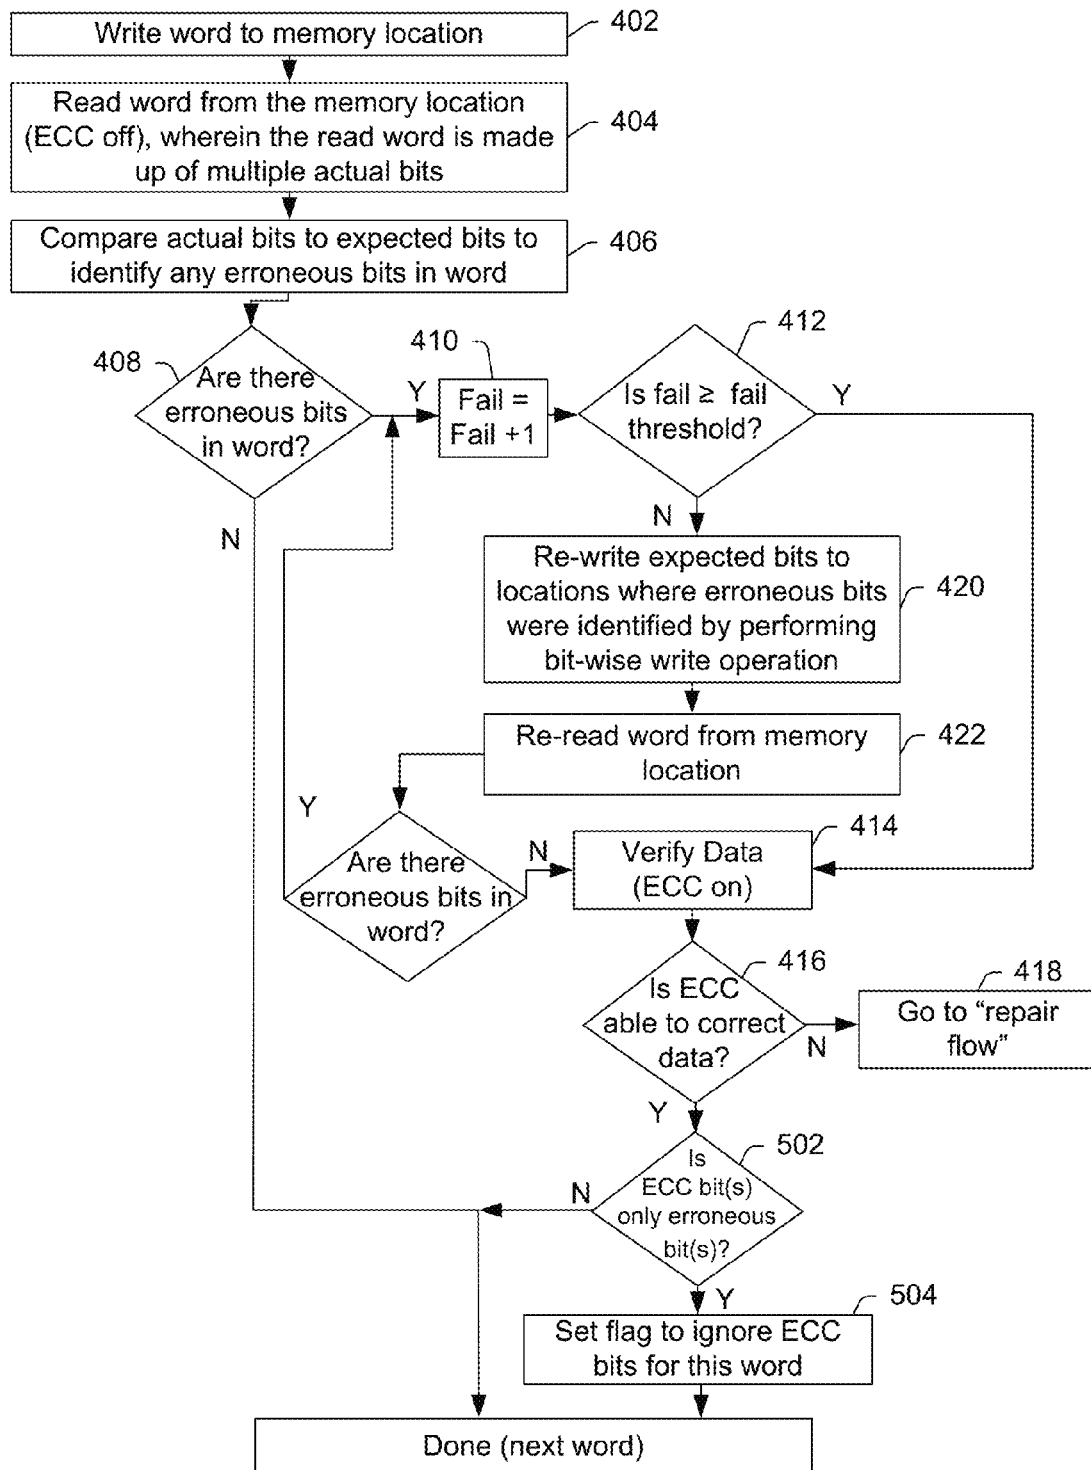 Write word to memory location
402
Read word from the memory location
(ECC off), wherein the read word is made
up of multiple actual bits
404
Compare actual bits to expected bits to
identify any erroneous bits in word
406
408
Are there
erroneous bits
in word?
Y
N
410
Fail =
Fail +1
412
Is fail ≥ fail
threshold?
Y
N
Re-write expected bits to
locations where erroneous bits
were identified by performing
bit-wise write operation
420
Re-read word from memory
location
422
Y
Are there
erroneous bits in
word?
N
Verify Data
(ECC on)
414
Is ECC
able to correct
data?
416
N
Go to “repair
flow”
418
Y
Is
ECC bit(s)
only erroneous
bit(s)?
502
N
Y
Set flag to ignore ECC
bits for this word
504
Done (next word)